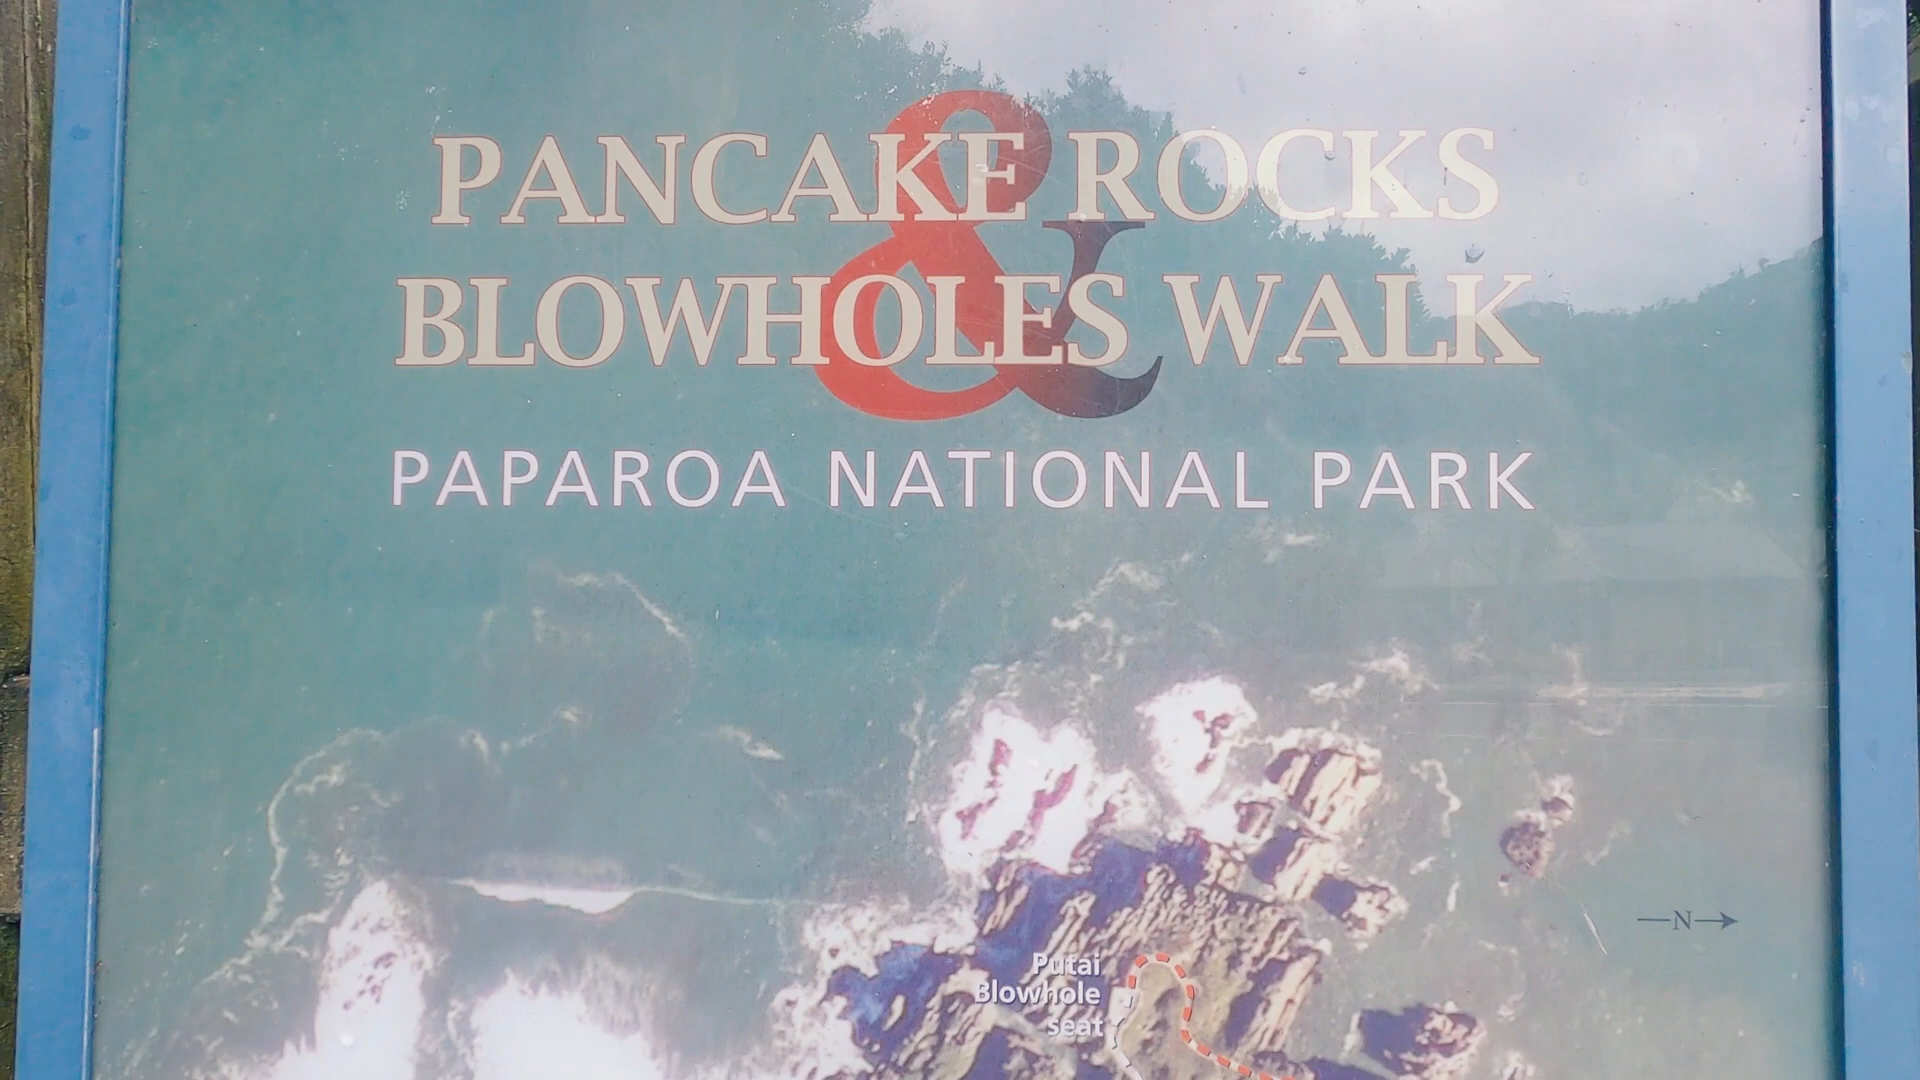 PANCAKE ROCKS
&
BLOWHOLES WALK
PAPAROA NATIONAL PARK
N
Putai
Blowhole
seat